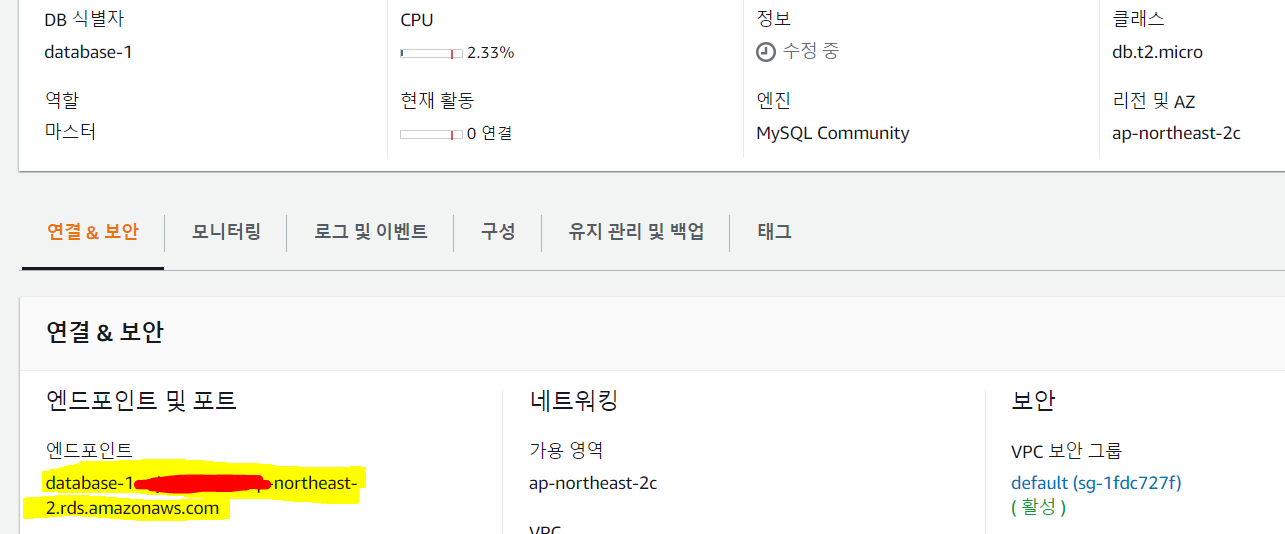 DB 식별자 CPU 정보 클래스
database-1 2.33% 수정 중 db.t2.micro
역할 현재 활동 엔진 리전 및 AZ
마스터 0 연결 MySQL Community ap-northeast-2c
연결 & 보안 모니터링 로그 및 이벤트 구성 유지 관리 및 백업 태그
연결 & 보안
엔드포인트 및 포트 네트워킹 보안
엔드포인트 가용 영역 VPC 보안 그룹
database-1 -northeast- ap-northeast-2c default (sg-1fdc727f)
2.rds.amazonaws.com ( 활성 )
VPC